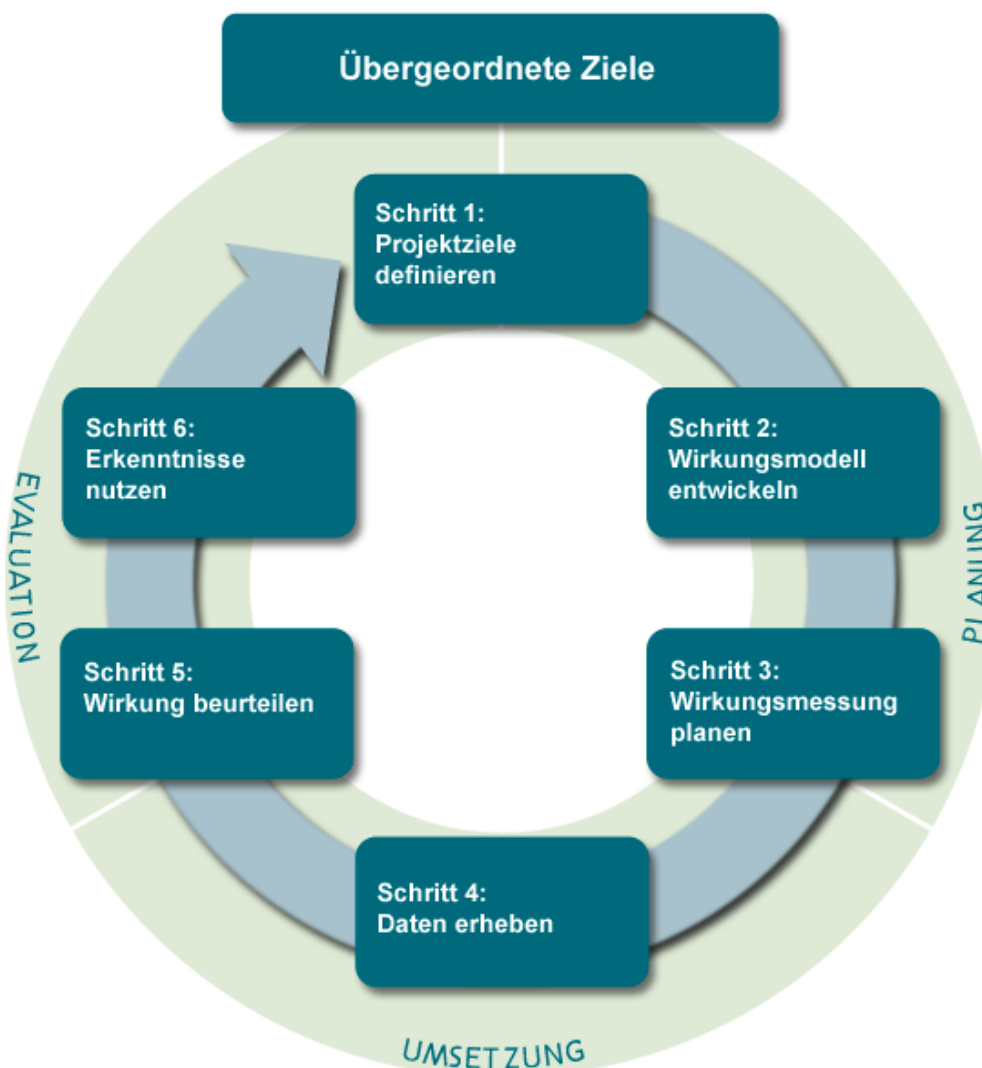 Übergeordnete Ziele
Schritt 1:
Projektziele
definieren
Schritt 2:
Wirkungsmodell
entwickeln
PLANUNG
Schritt 3:
Wirkungsmessung
planen
Schritt 4:
Daten erheben
UMSETZUNG
Schritt 5:
Wirkung beurteilen
Schritt 6:
Erkenntnisse
nutzen
EVALUATION